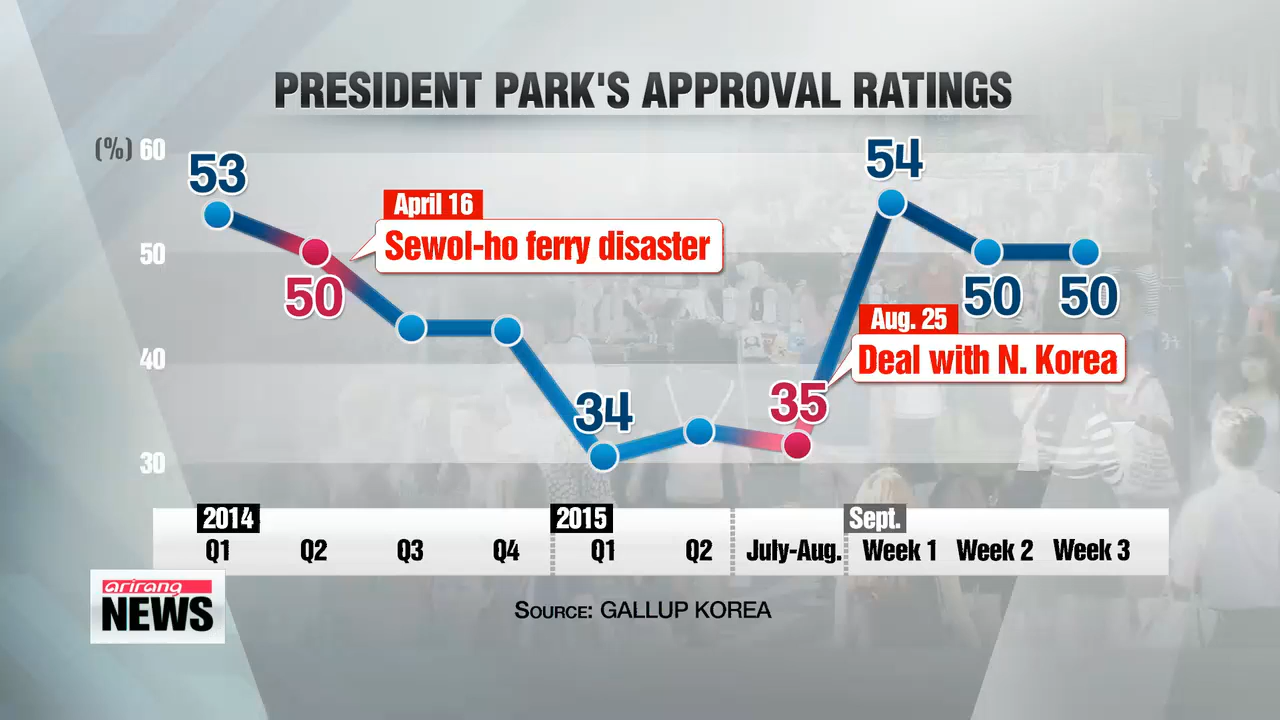 PRESIDENT PARK'S APPROVAL RATINGS
(%) 60
50
40
30
53
50
34
35
54
50
50
April 16
Sewol-ho ferry disaster
Aug. 25
Deal with N. Korea
2014 2015 Sept.
Q1 Q2 Q3 Q4 Q1 Q2 July-Aug. Week 1 Week 2 Week 3
arirang
NEWS
SOURCE: GALLUP KOREA